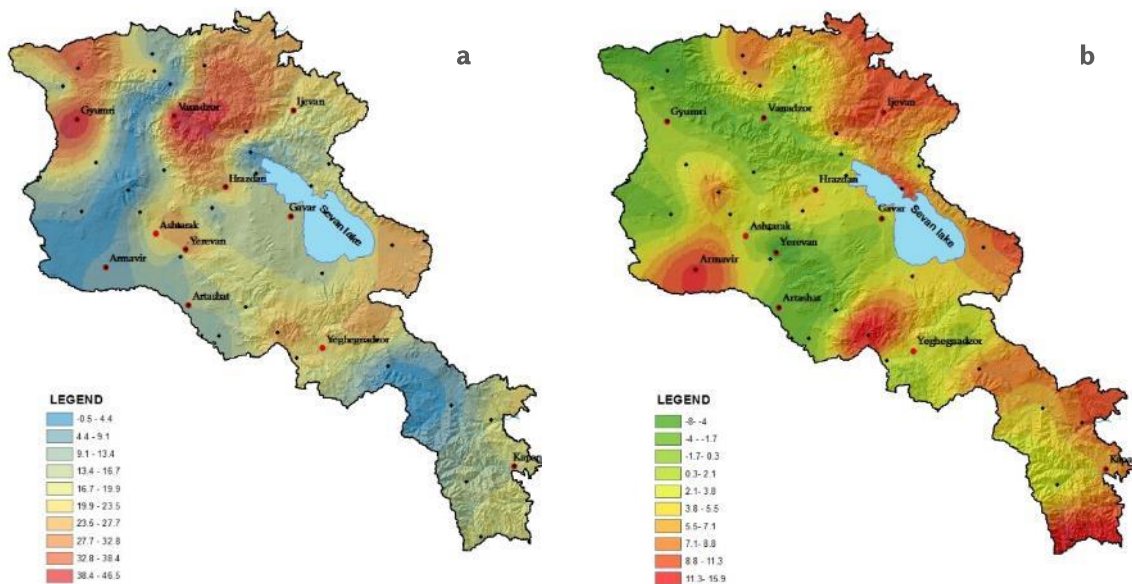 a
Gyumri
Vanadzor
Ijevan
Hrazdan
Gavar
Sevan lake
Ashtarak
Yerevan
Armavir
Artashat
Yeghegnadzor
Kapan
LEGEND
-0.5 - 4.4
4.4 - 9.1
9.1 - 13.4
13.4 - 16.7
16.7 - 19.9
19.9 - 23.5
23.5 - 27.7
27.7 - 32.8
32.8 - 38.4
38.4 - 46.5
b
Gyumri
Vanadzor
Ijevan
Hrazdan
Gavar
Sevan lake
Ashtarak
Yerevan
Armavir
Artashat
Yeghegnadzor
Kapan
LEGEND
-8- -4
-4 - -1.7
-1.7- 0.3
0.3 - 2.1
2.1 - 3.8
3.8 - 5.5
5.5 - 7.1
7.1- 8.8
8.8 - 11.3
11.3- 15.9